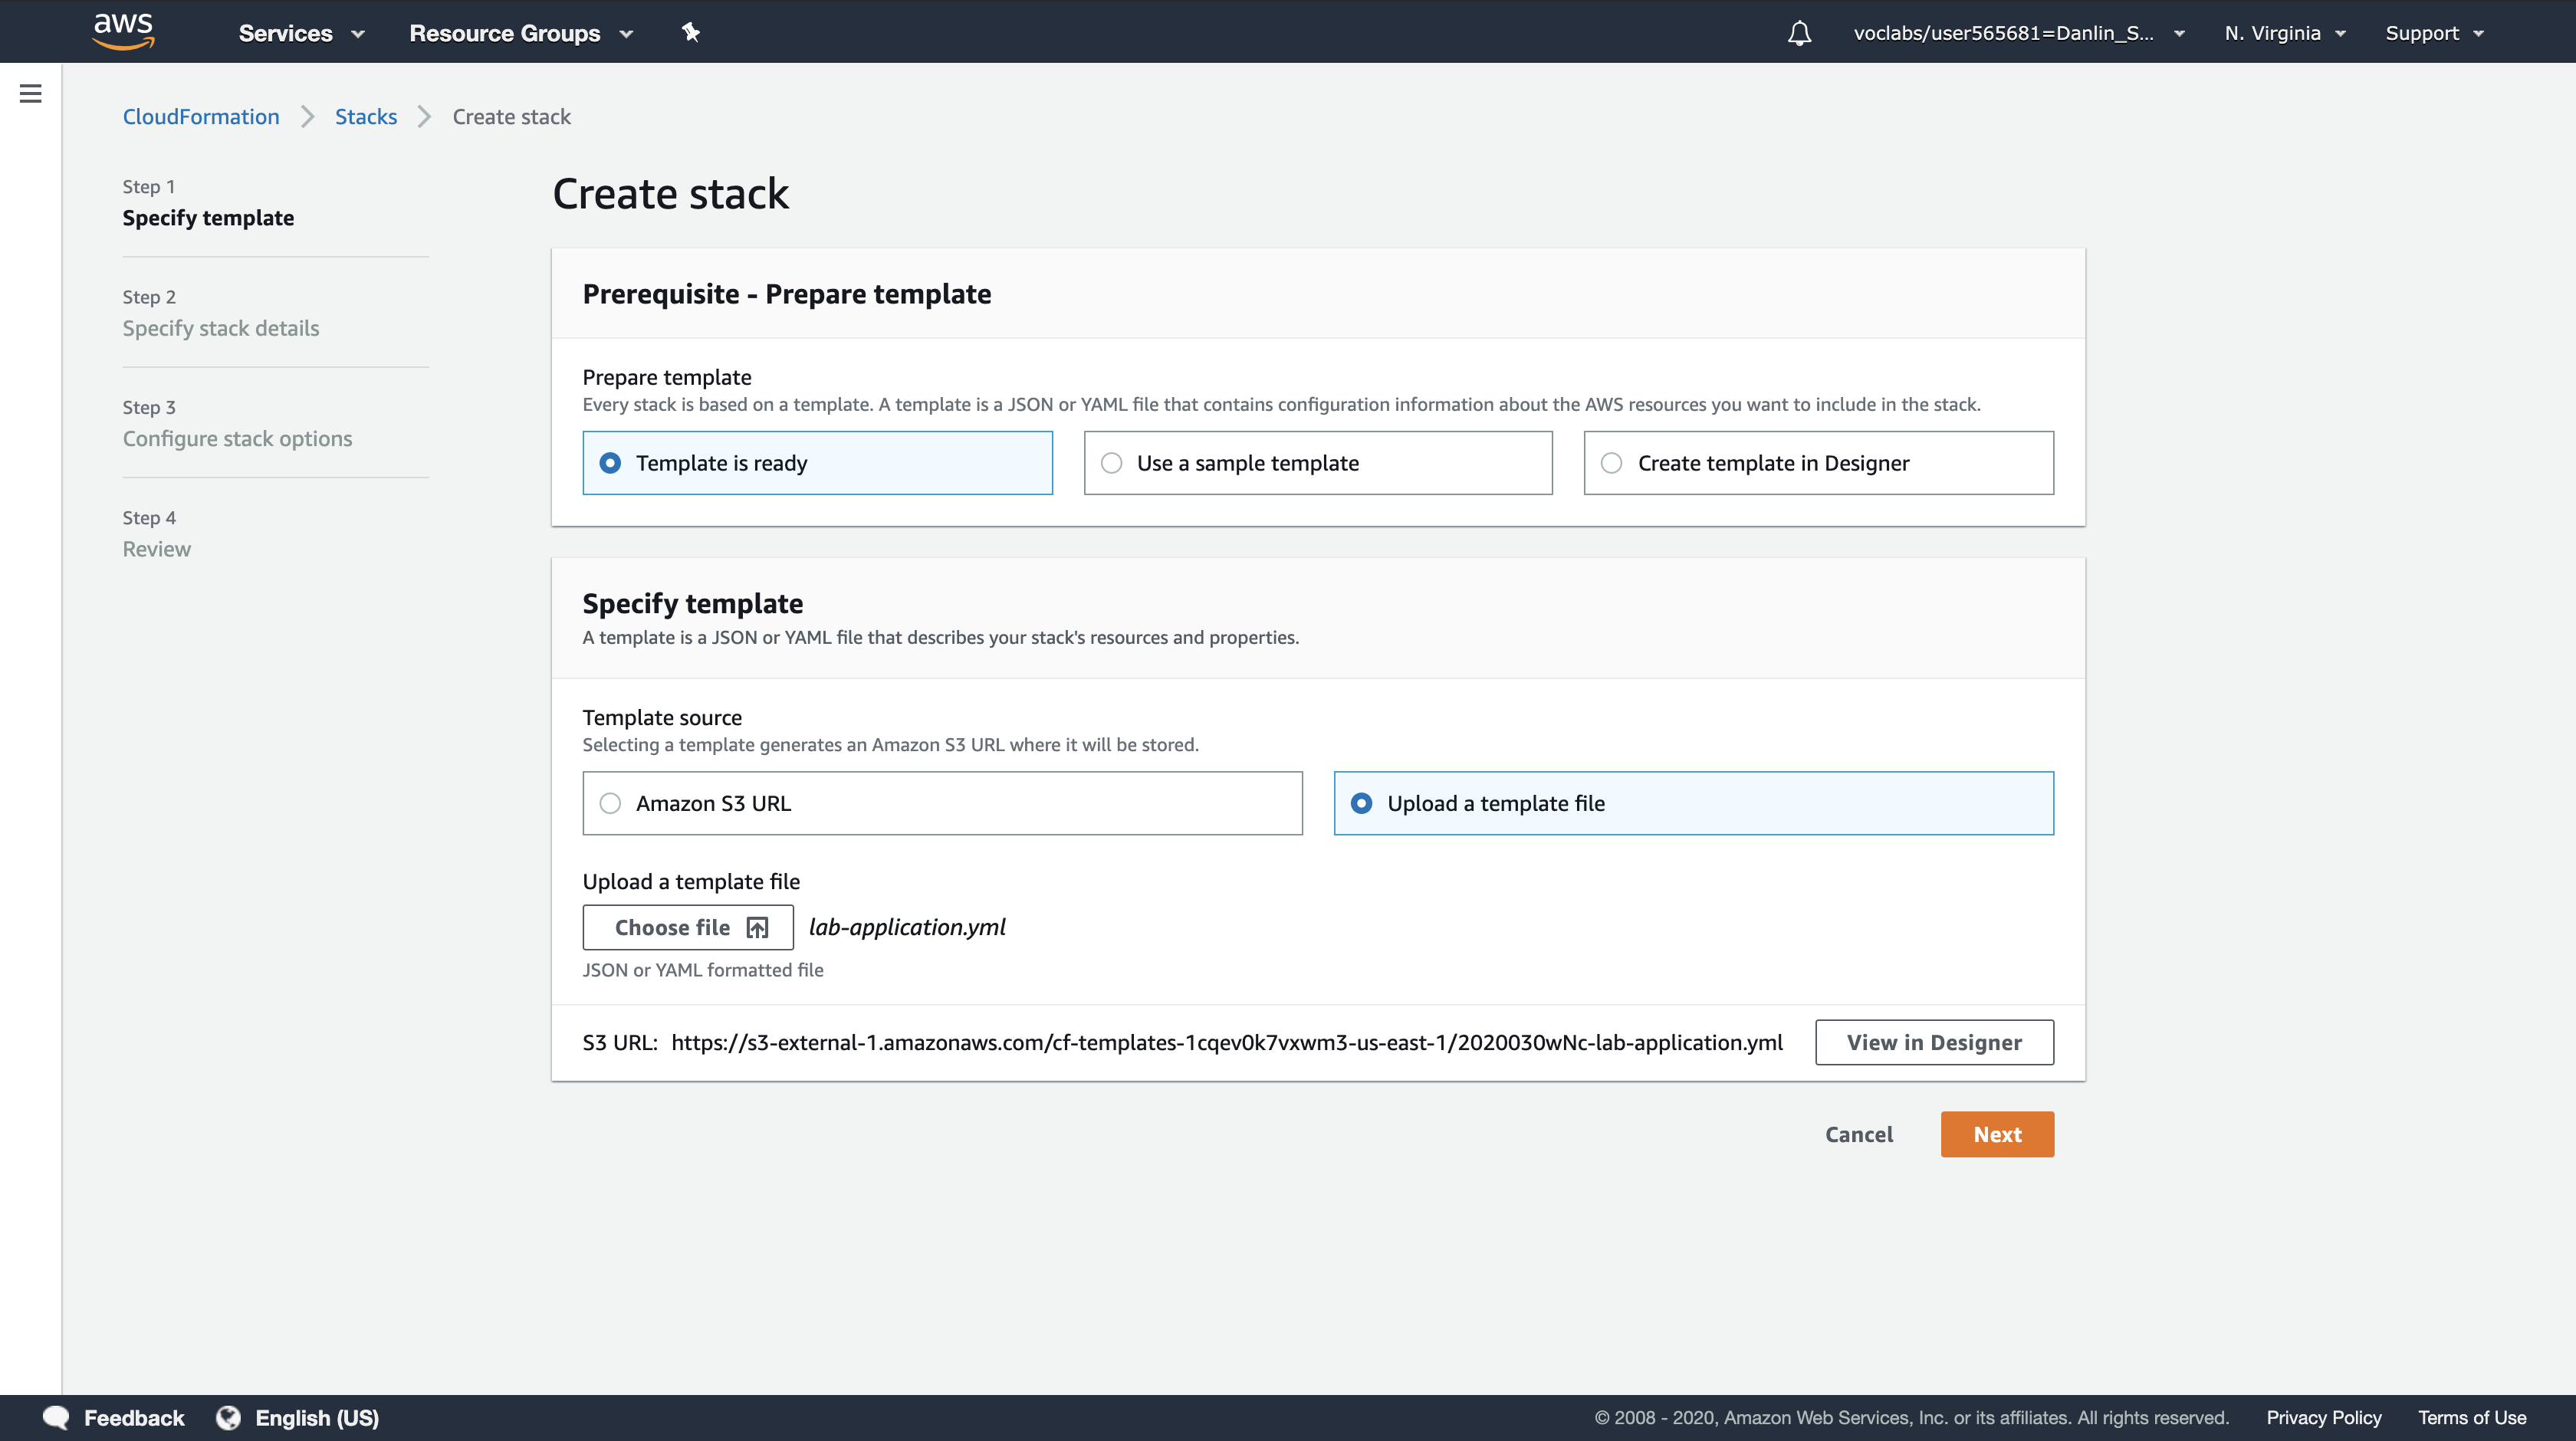 aws
Services
Resource Groups
voclabs/user565681=Danlin_S...
N. Virginia
Support
CloudFormation
Stacks
Create stack
Step 1
Specify template
Step 2
Specify stack details
Step 3
Configure stack options
Step 4
Review
Create stack
Prerequisite - Prepare template
Prepare template
Every stack is based on a template. A template is a JSON or YAML file that contains configuration information about the AWS resources you want to include in the stack.
Template is ready
Use a sample template
Create template in Designer
Specify template
A template is a JSON or YAML file that describes your stack's resources and properties.
Template source
Selecting a template generates an Amazon S3 URL where it will be stored.
Amazon S3 URL
Upload a template file
Upload a template file
Choose file
lab-application.yml
JSON or YAML formatted file
S3 URL: https://s3-external-1.amazonaws.com/cf-templates-1cqev0k7vxwm3-us-east-1/2020030wNc-lab-application.yml
View in Designer
Cancel
Next
Feedback
English (US)
© 2008 - 2020, Amazon Web Services, Inc. or its affiliates. All rights reserved.
Privacy Policy
Terms of Use